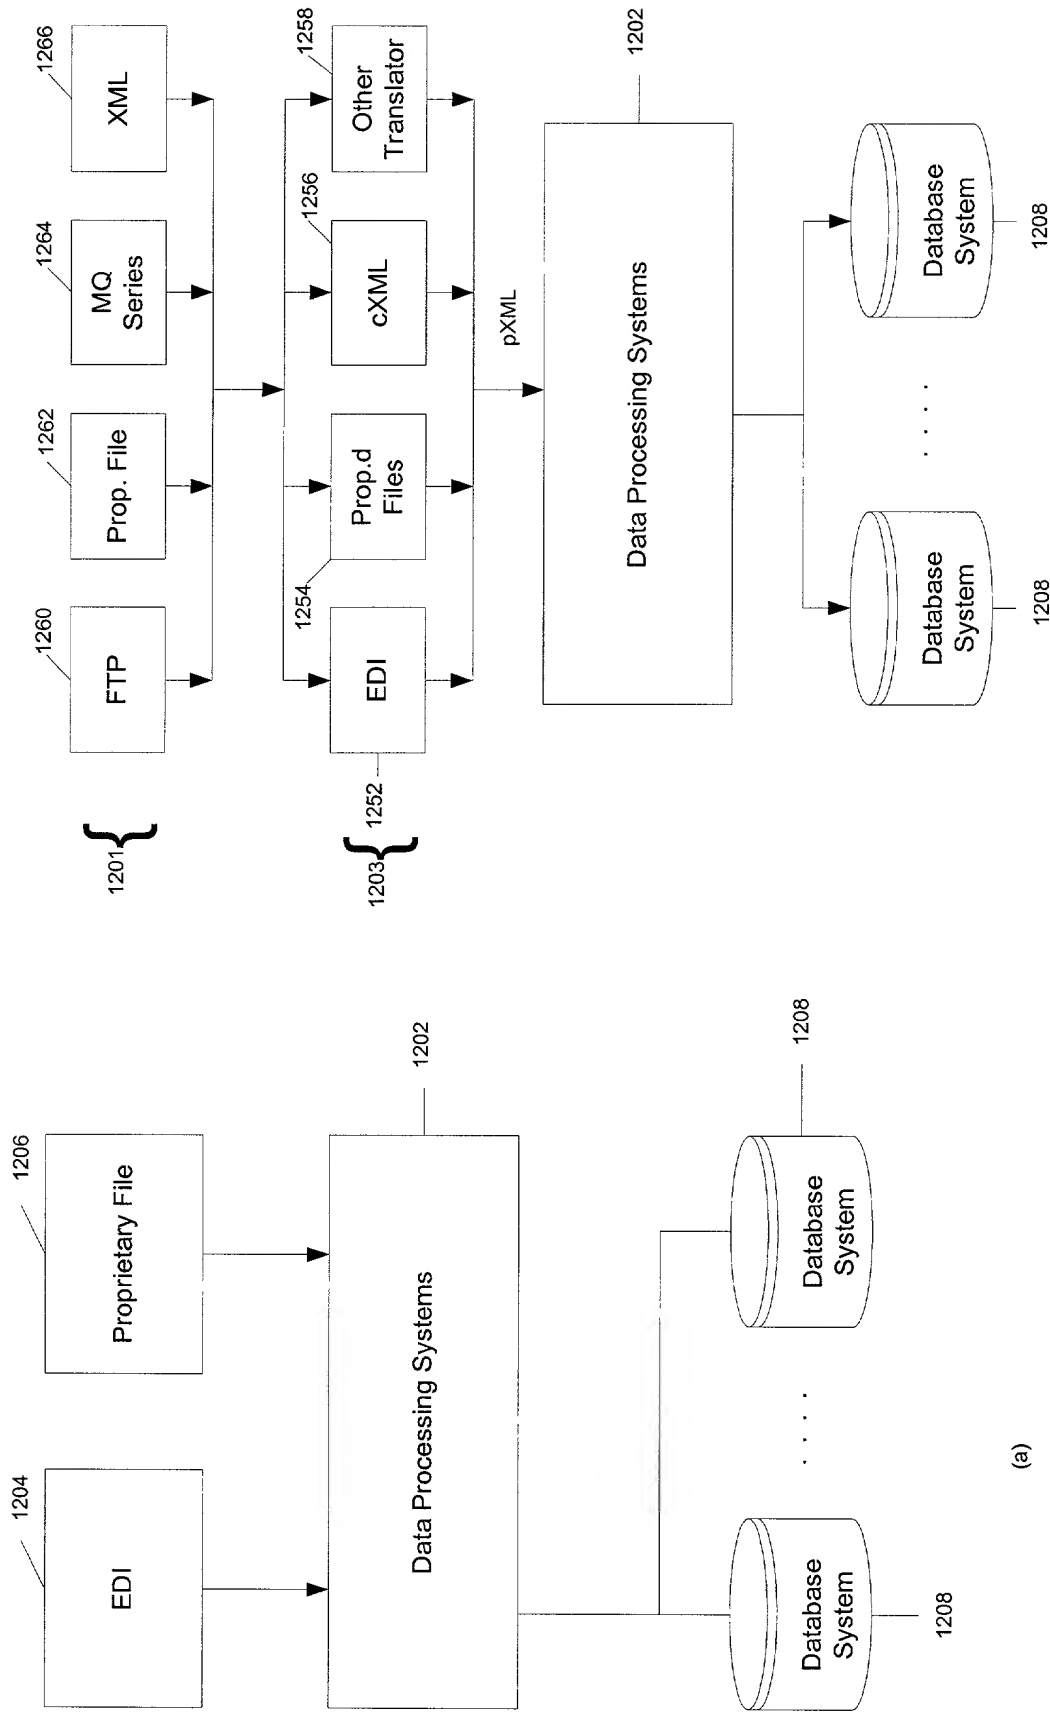 1204
1206
EDI
Proprietary File
Data Processing Systems
1202
Database
System
1208
. . . .
Database
System
1208
(a)
1260
1262
1264
1266
FTP
Prop. File
MQ
Series
XML
1201
1254
1256
1258
EDI
Prop.d
Files
cXML
Other
Translator
1252
1203
pXML
Data Processing Systems
1202
Database
System
1208
. . . .
Database
System
1208